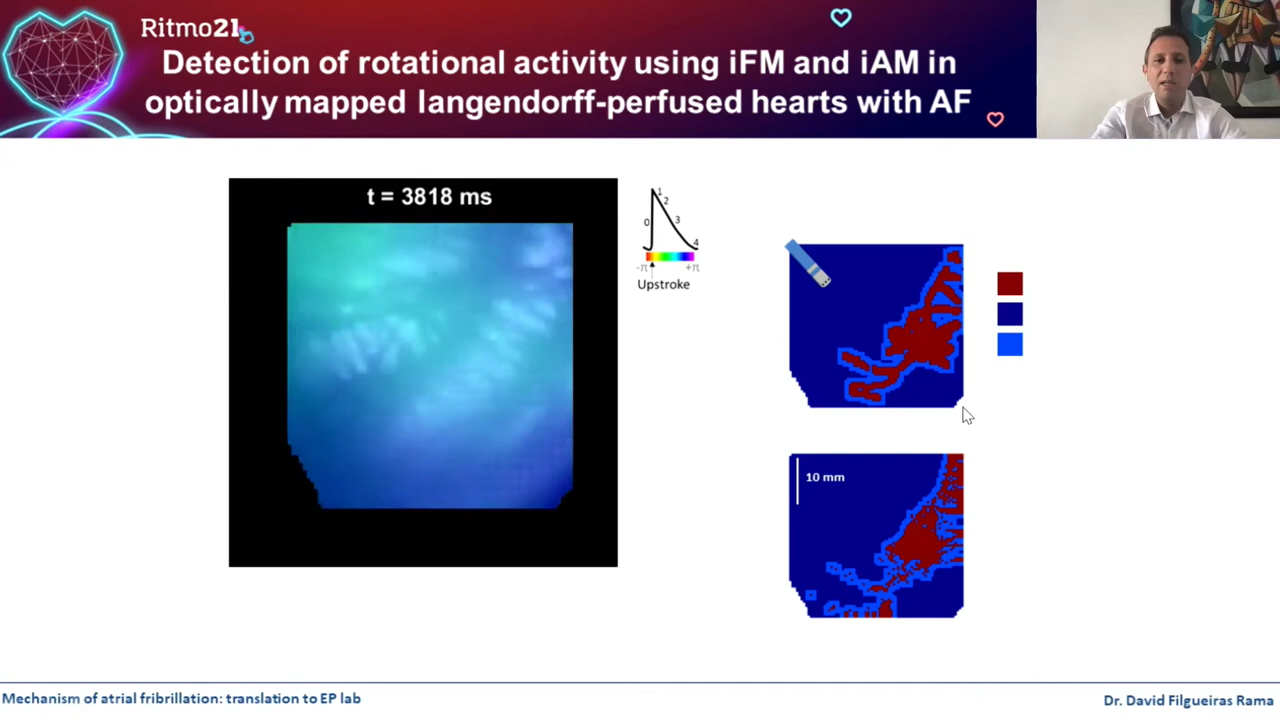 Ritmo21
Detection of rotational activity using iFM and iAM in
optically mapped langendorff-perfused hearts with AF
t = 3818 ms
1
2
0
3
4
-π
+π
Upstroke
10 mm
Mechanism of atrial fribrillation: translation to EP lab
Dr. David Filgueiras Rama